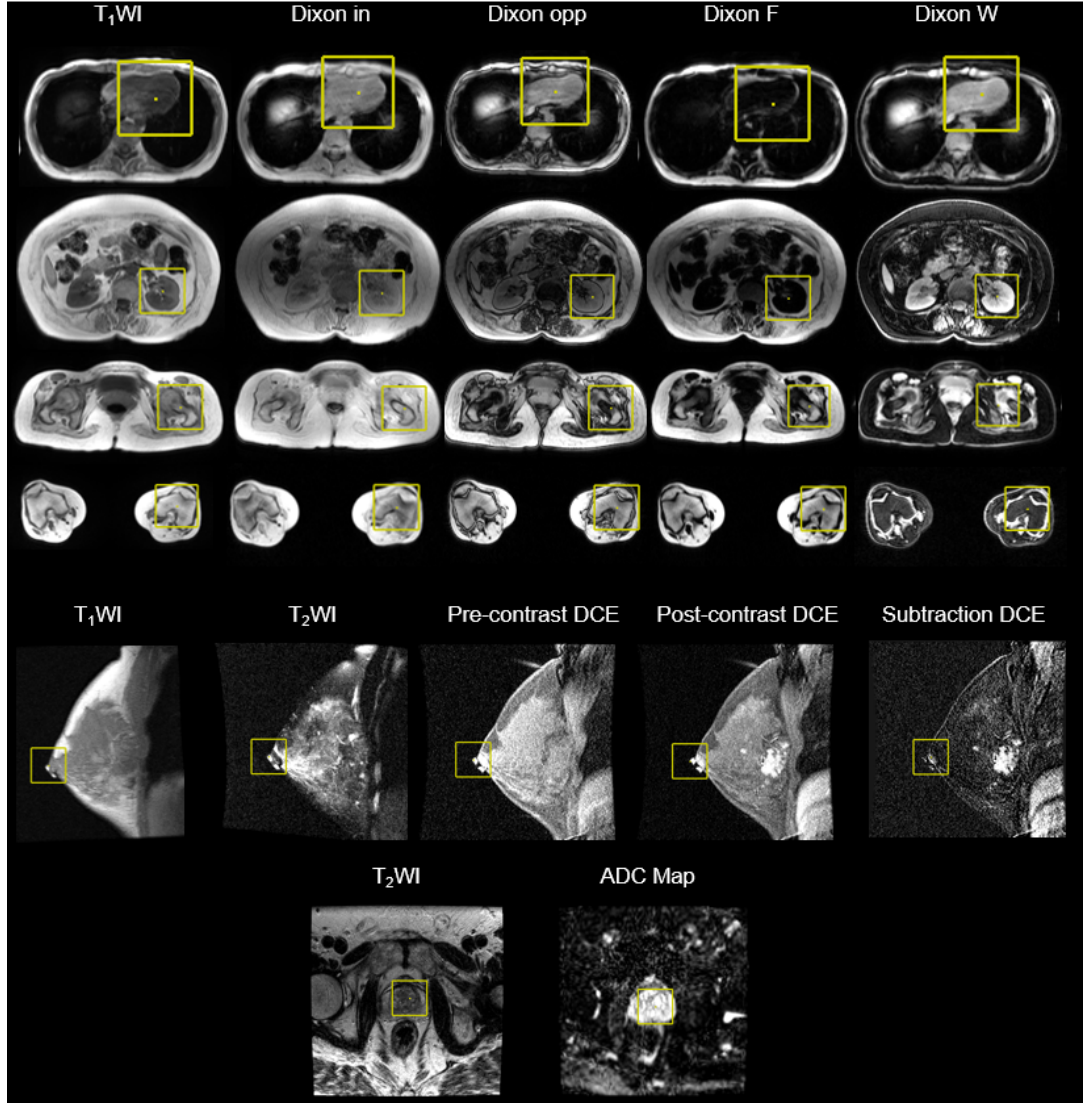 T₁WI Dixon in Dixon opp Dixon F Dixon W
T₁WI T₂WI Pre-contrast DCE Post-contrast DCE Subtraction DCE
T₂WI ADC Map